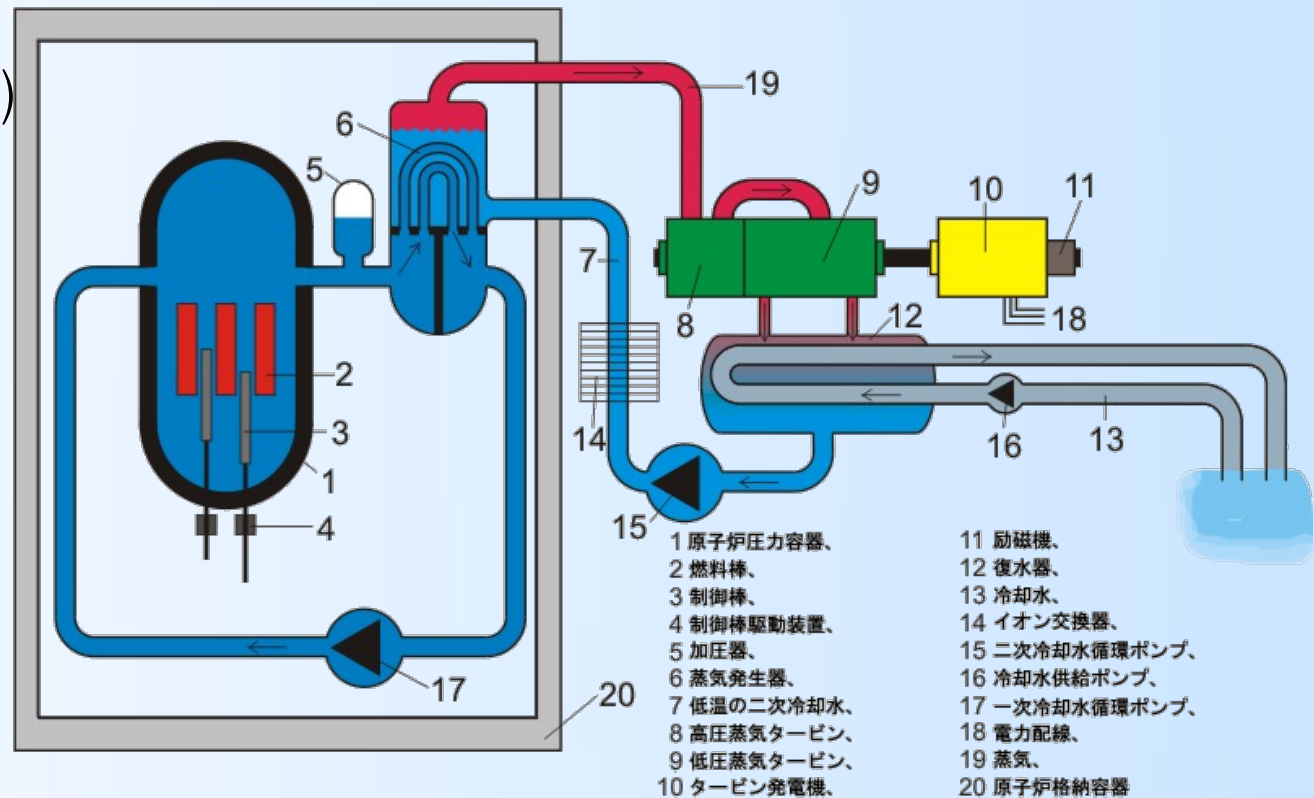 )
19
6
5
9
10
11
7
8
12
18
2
3
14
16
13
1
4
15
17
20
1 原子炉圧力容器、
2 燃料棒、
3 制御棒、
4 制御棒駆動装置、
5 加圧器、
6 蒸気発生器、
7 低温の二次冷却水、
8 高圧蒸気タービン、
9 低圧蒸気タービン、
10 タービン発電機、
11 励磁機、
12 復水器、
13 冷却水、
14 イオン交換器、
15 二次冷却水循環ポンプ、
16 冷却水供給ポンプ、
17 一次冷却水循環ポンプ、
18 電力配線、
19 蒸気、
20 原子炉格納容器